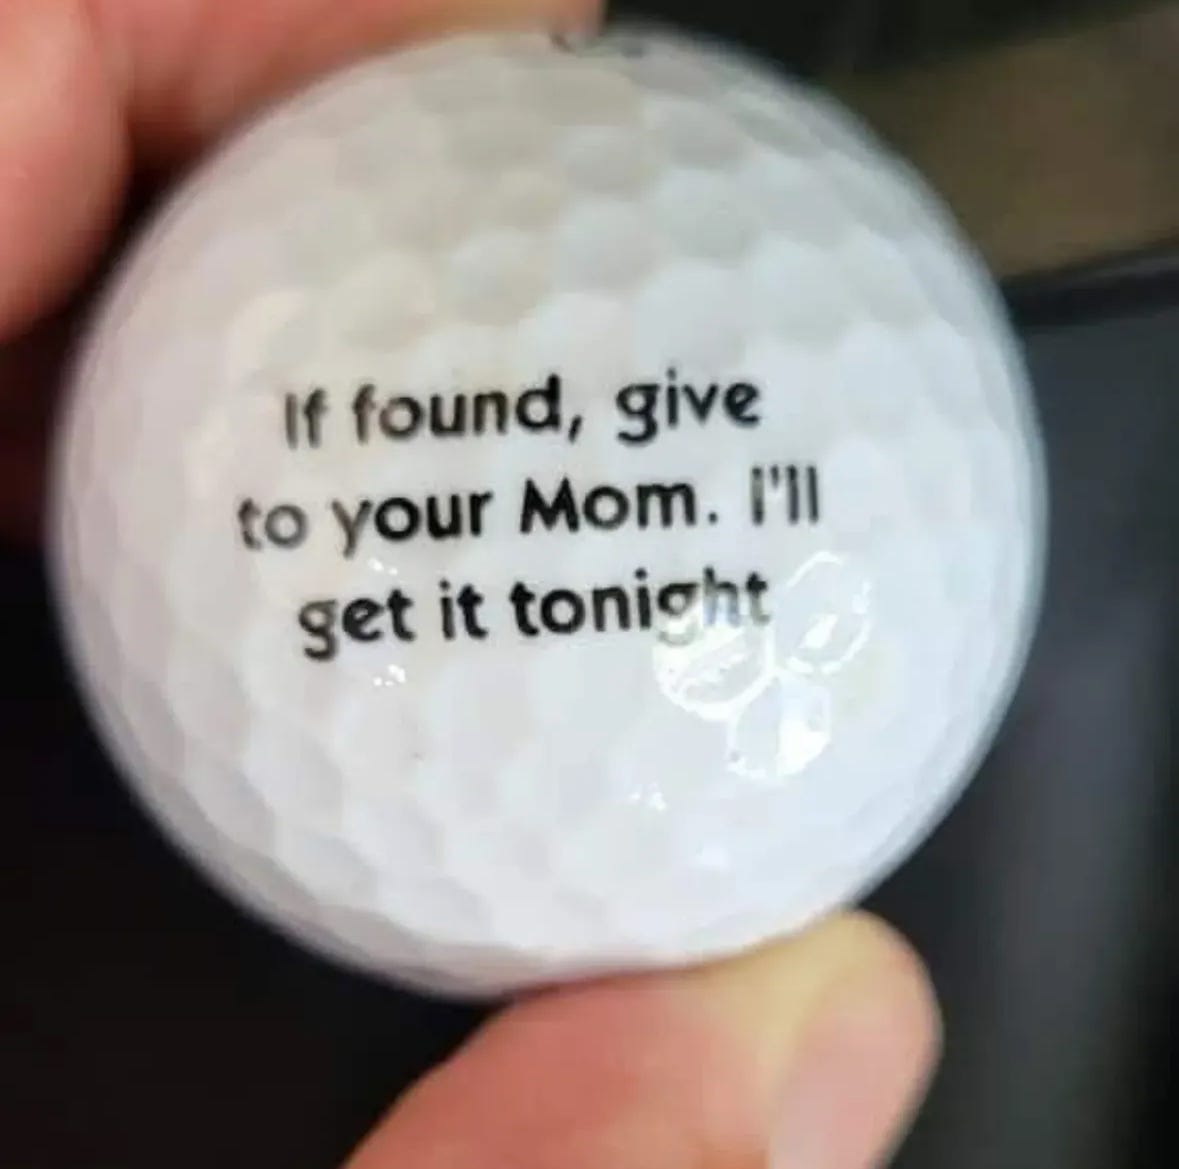 If found, give
to your Mom. I'll
get it tonight